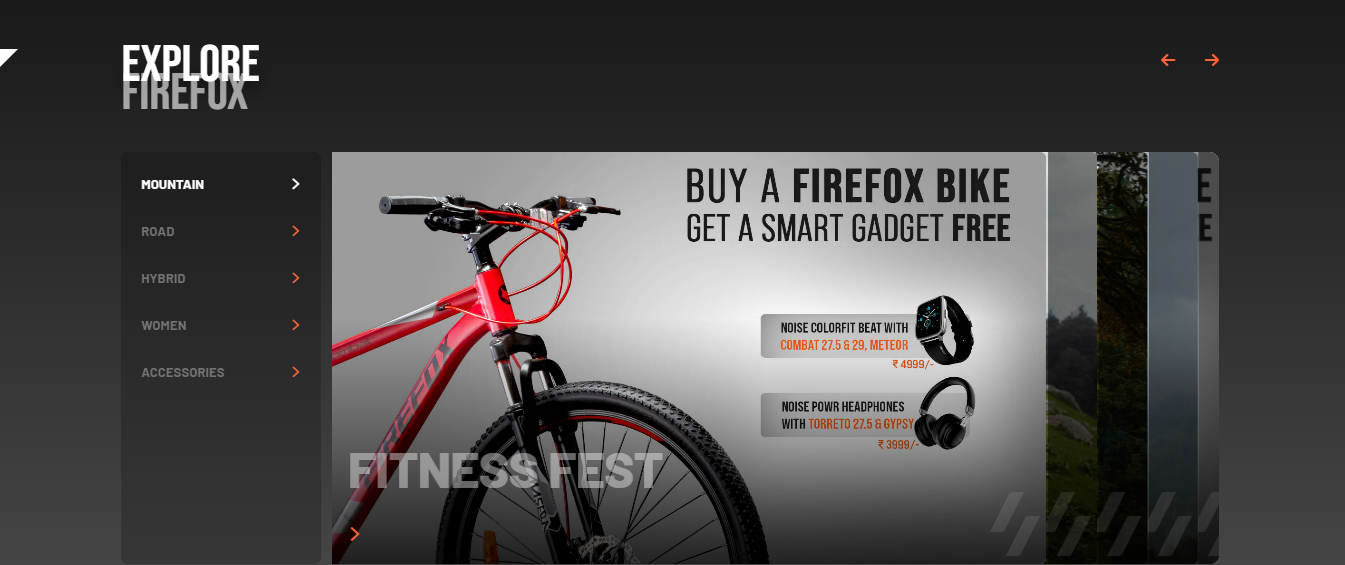 EXPLORE
FIREFOX
MOUNTAIN
ROAD
HYBRID
WOMEN
ACCESSORIES
BUY A FIREFOX BIKE
GET A SMART GADGET FREE
NOISE COLORFIT BEAT WITH
COMBAT 27.5 & 29, METEOR
₹ 4999/-
NOISE POWR HEADPHONES
WITH TORRETO 27.5 & GYPSY
₹ 3999/-
FIREFOX
FITNESS FEST
E
E